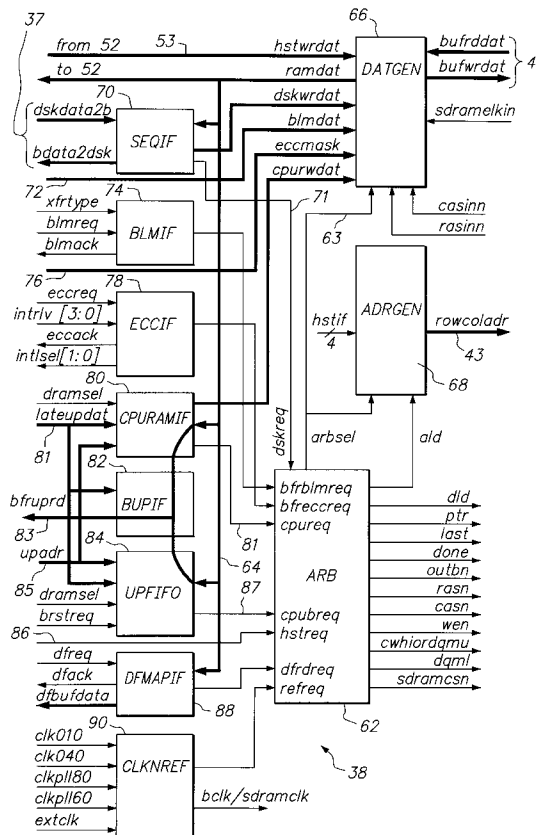 37
from 52
53
hstwrdat
66
DATGEN
bufrddat
bufwrdat
4
to 52
ramdat
70
dskdata2b
SEQIF
dskwrdat
bdata2dsk
blmdat
sdramelkin
eccmask
72
74
cpurwdat
xfrtype
71
blmreq
BLMIF
blmack
63
casinn
rasinn
76
78
eccreq
intrlv [3:0]
ECCIF
eccack
intlsel[1:0]
hstif
4
ADRGEN
rowcoladr
43
68
80
dramsel
CPURAMIF
lateupdat
81
dskreq
arbsel
ald
82
BUPIF
bfruprd
83
84
upadr
85
UPFIFO
dramsel
brstreq
86
81
64
87
bfrblmreq
bfreccreq
cpureq
ARB
cpubreq
hstreq
dfrdreq
refreq
62
dld
ptr
last
done
outbn
rasn
casn
wen
cwhiordqmu
dqml
sdramcsn
dfreq
dfack
DFMAPIF
dfbufdata
88
90
clk010
clk040
clkpll80
CLKNREF
clkpll60
extclk
bclk/sdramclk
38